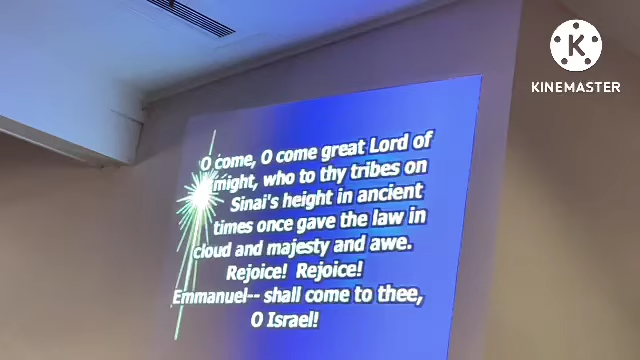 O come, O come great Lord of
might, who to thy tribes on
Sinai's height in ancient
times once gave the law in
cloud and majesty and awe.
Rejoice! Rejoice!
Emmanuel-- shall come to thee,
O Israel!
K
KINEMASTER